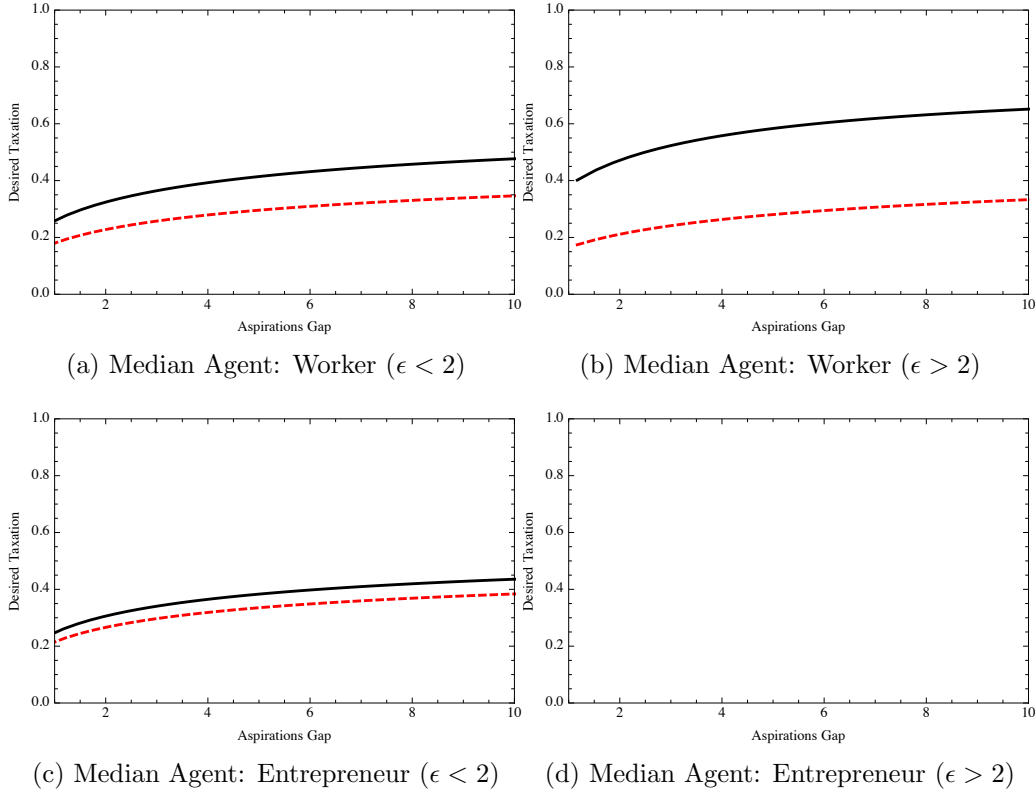 1.0
0.8
0.6
0.4
0.2
0.0
Desired Taxation
2 4 6 8 10
Aspirations Gap
(a) Median Agent: Worker (ϵ < 2)
1.0
0.8
0.6
0.4
0.2
0.0
Desired Taxation
2 4 6 8 10
Aspirations Gap
(b) Median Agent: Worker (ϵ > 2)
1.0
0.8
0.6
0.4
0.2
0.0
Desired Taxation
2 4 6 8 10
Aspirations Gap
(c) Median Agent: Entrepreneur (ϵ < 2)
1.0
0.8
0.6
0.4
0.2
0.0
Desired Taxation
2 4 6 8 10
Aspirations Gap
(d) Median Agent: Entrepreneur (ϵ > 2)